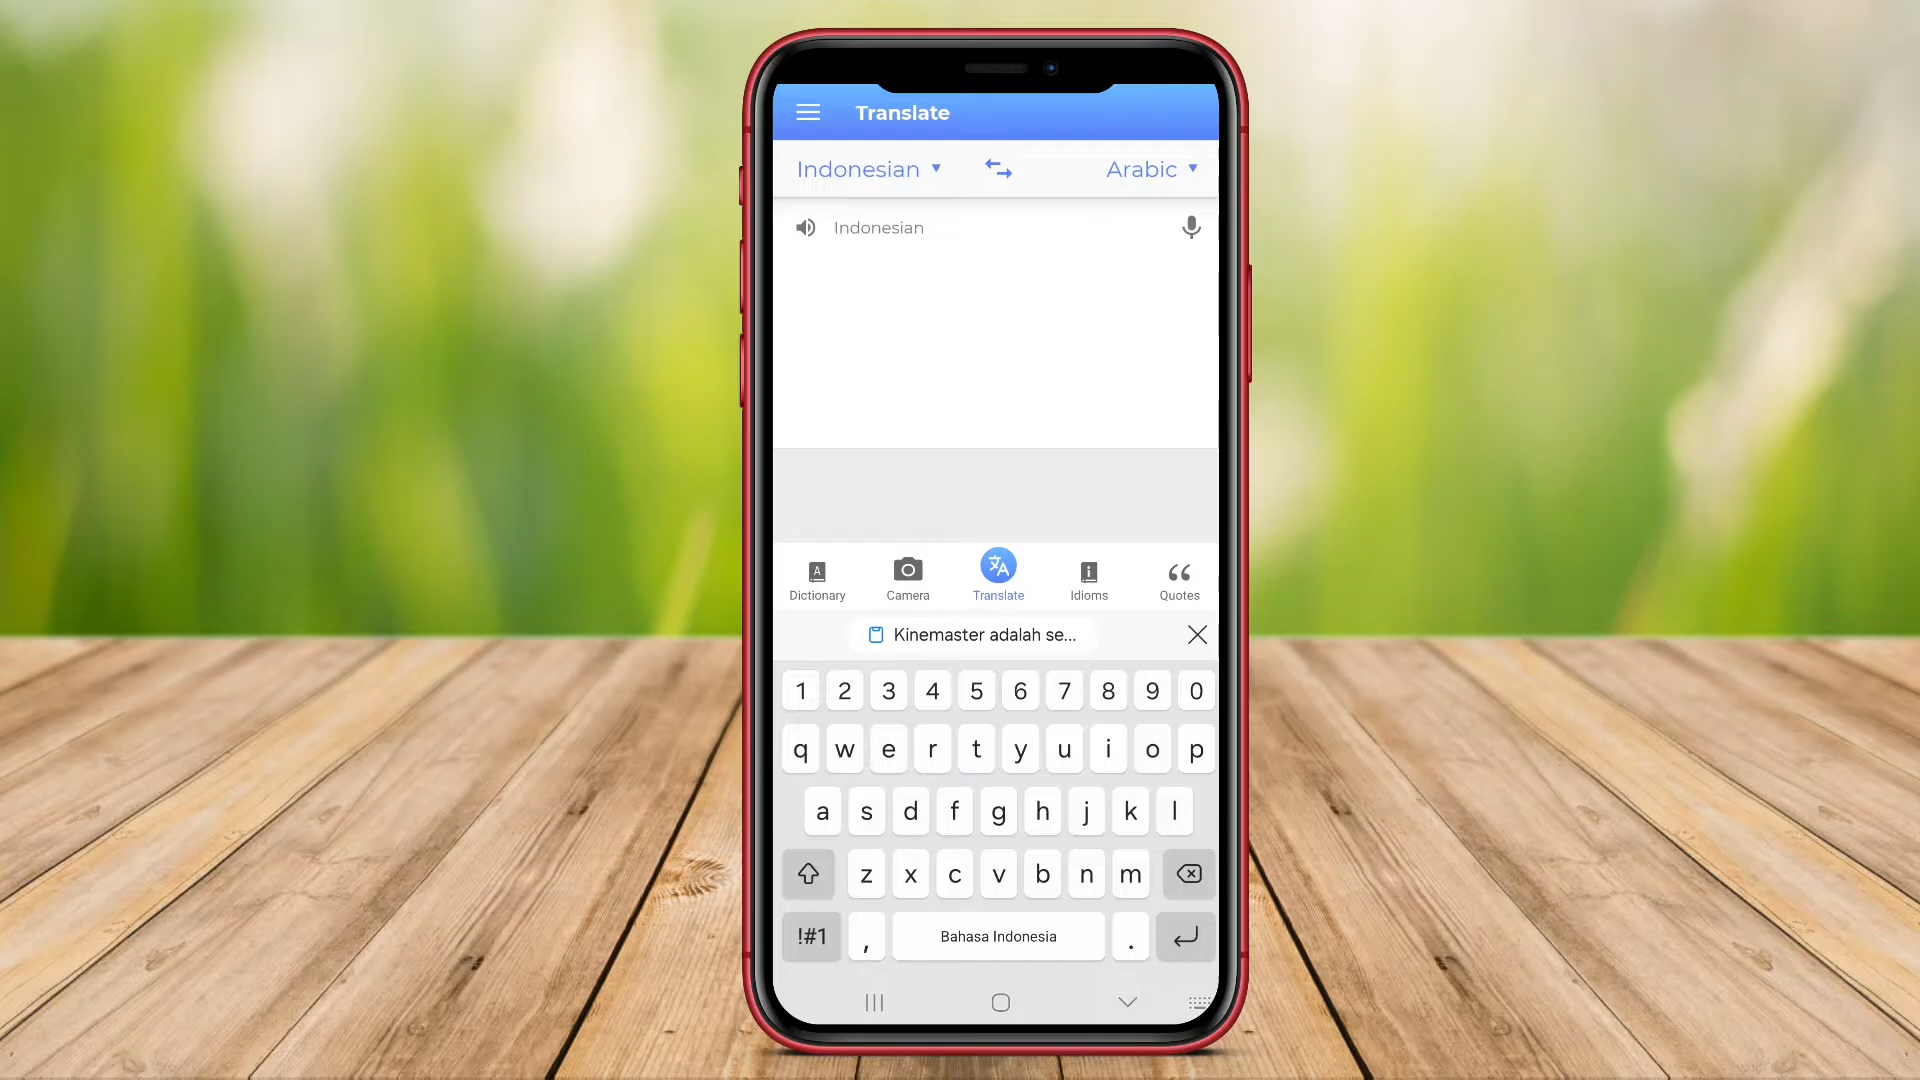 Translate
Indonesian Arabic
Indonesian
Dictionary Camera Translate Idioms Quotes
Kinemaster adalah se...
1 2 3 4 5 6 7 8 9 0
q w e r t y u i o p
a s d f g h j k l
z x c v b n m
!#1 , Bahasa Indonesia .